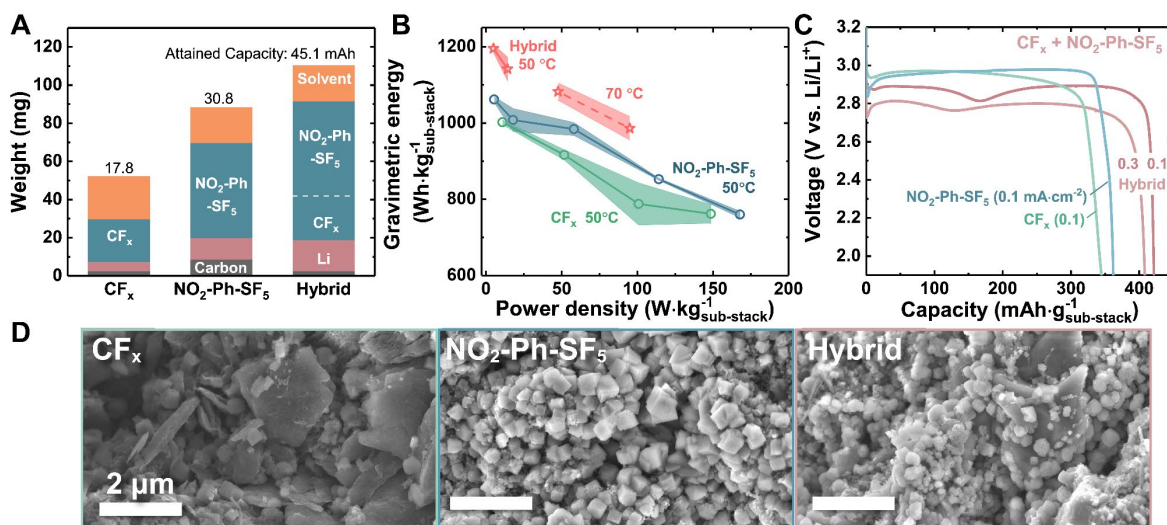 A
Weight (mg)
120
100
80
60
40
20
0
Attained Capacity: 45.1 mAh
17.8
30.8
CFₓ
NO₂-Ph
-SF₅
Carbon
Solvent
NO₂-Ph
-SF₅
CFₓ
Li
CFₓ
NO₂-Ph-SF₅
Hybrid
B
Gravimetric energy
(Wh·kg⁻¹sub-stack)
1200
1000
800
600
Hybrid
50 °C
70 °C
NO₂-Ph-SF₅
50°C
CFₓ 50°C
0 50 100 150 200
Power density (W·kg⁻¹sub-stack)
C
Voltage (V vs. Li/Li⁺)
3.2
3.0
2.8
2.6
2.4
2.2
2.0
CFₓ + NO₂-Ph-SF₅
0.3 0.1
Hybrid
NO₂-Ph-SF₅ (0.1 mA·cm⁻²)
CFₓ (0.1)
0 100 200 300 400
Capacity (mAh·g⁻¹sub-stack)
D
CFₓ
2 μm
NO₂-Ph-SF₅
Hybrid